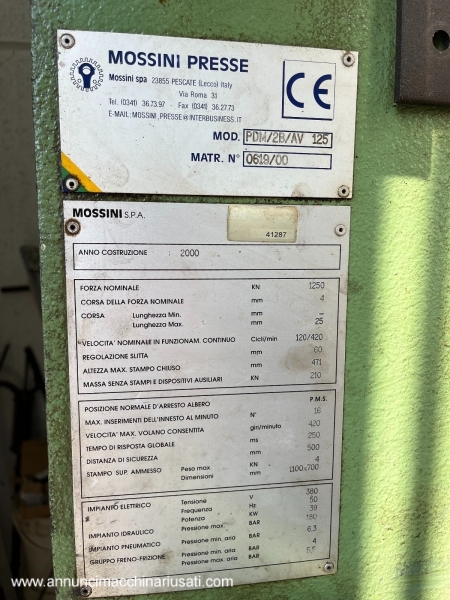 MOSSINI PRESSE
Mossini spa 23855 PESCATE (Lecco) Italy
Via Roma 31
Tel. (0341) 36.73.97 - Fax (0341) 36.27.73
E-MAIL: MOSSINI_PRESSE@INTERBUSINESS.IT
CE
MOD. PDM/2B/AV 125
MATR. N° 0619/00
MOSSINI S.P.A.
41287
ANNO COSTRUZIONE : 2000
FORZA NOMINALE KN 1250
CORSA DELLA FORZA NOMINALE mm 4
CORSA Lunghezza Min. mm –
Lunghezza Max. mm 25
VELOCITA' NOMINALE IN FUNZIONAM. CONTINUO Cicli/min 120/420
REGOLAZIONE SLITTA mm 60
ALTEZZA MAX. STAMPO CHIUSO mm 471
MASSA SENZA STAMPI E DISPOSITIVI AUSILIARI KN 210
POSIZIONE NORMALE D'ARRESTO ALBERO P.M.S.
MAX. INSERIMENTI DELL'INNESTO AL MINUTO N° 16
VELOCITA' MAX. VOLANO CONSENTITA giri/minuto 420
TEMPO DI RISPOSTA GLOBALE ms 250
DISTANZA DI SICUREZZA mm 500
STAMPO SUP. AMMESSO Peso max KN 4
Dimensioni mm 1100x700
IMPIANTO ELETTRICO Tensione V 380
Frequenza Hz 50
Potenza KW 39
IMPIANTO IDRAULICO Pressione max. BAR 180
IMPIANTO PNEUMATICO Pressione min. aria BAR 6,3
GRUPPO FRENO-FRIZIONE Pressione min. aria BAR 4
Pressione max. aria BAR 5,5
www.annuncimacchinariusati.com